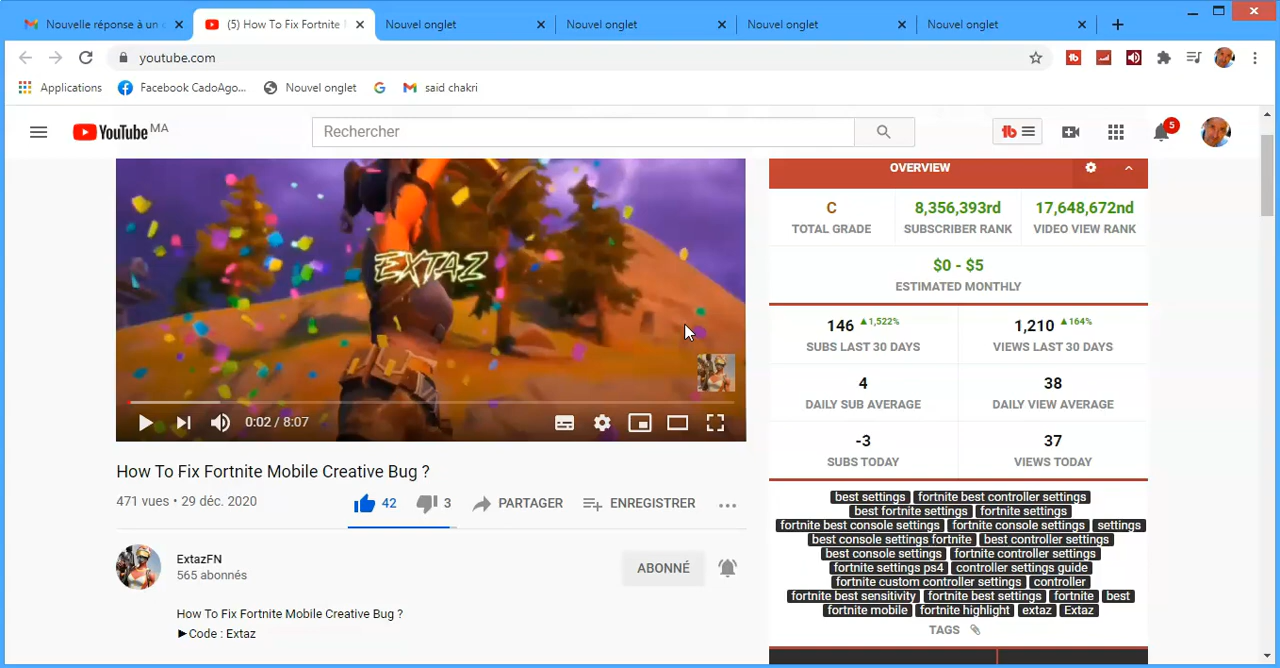 Nouvelle réponse à un
(5) How To Fix Fortnite
Nouvel onglet
Nouvel onglet
Nouvel onglet
Nouvel onglet
youtube.com
Applications
Facebook CadoAgo...
Nouvel onglet
said chakri
YouTube MA
Rechercher
tb
5
EXTAZ
0:02 / 8:07
How To Fix Fortnite Mobile Creative Bug ?
471 vues • 29 déc. 2020
42
3
PARTAGER
ENREGISTRER
ExtazFN
565 abonnés
ABONNÉ
How To Fix Fortnite Mobile Creative Bug ?
►Code : Extaz
OVERVIEW
C 8,356,393rd 17,648,672nd
TOTAL GRADE SUBSCRIBER RANK VIDEO VIEW RANK
$0 - $5
ESTIMATED MONTHLY
146 ▲1,522% 1,210 ▲164%
SUBS LAST 30 DAYS VIEWS LAST 30 DAYS
4 38
DAILY SUB AVERAGE DAILY VIEW AVERAGE
-3 37
SUBS TODAY VIEWS TODAY
best settings fortnite best controller settings
best fortnite settings fortnite settings
fortnite best console settings fortnite console settings settings
best console settings fortnite best controller settings
best console settings fortnite controller settings
fortnite settings ps4 controller settings guide
fortnite custom controller settings controller
fortnite best sensitivity fortnite best settings fortnite best
fortnite mobile fortnite highlight extaz Extaz
TAGS